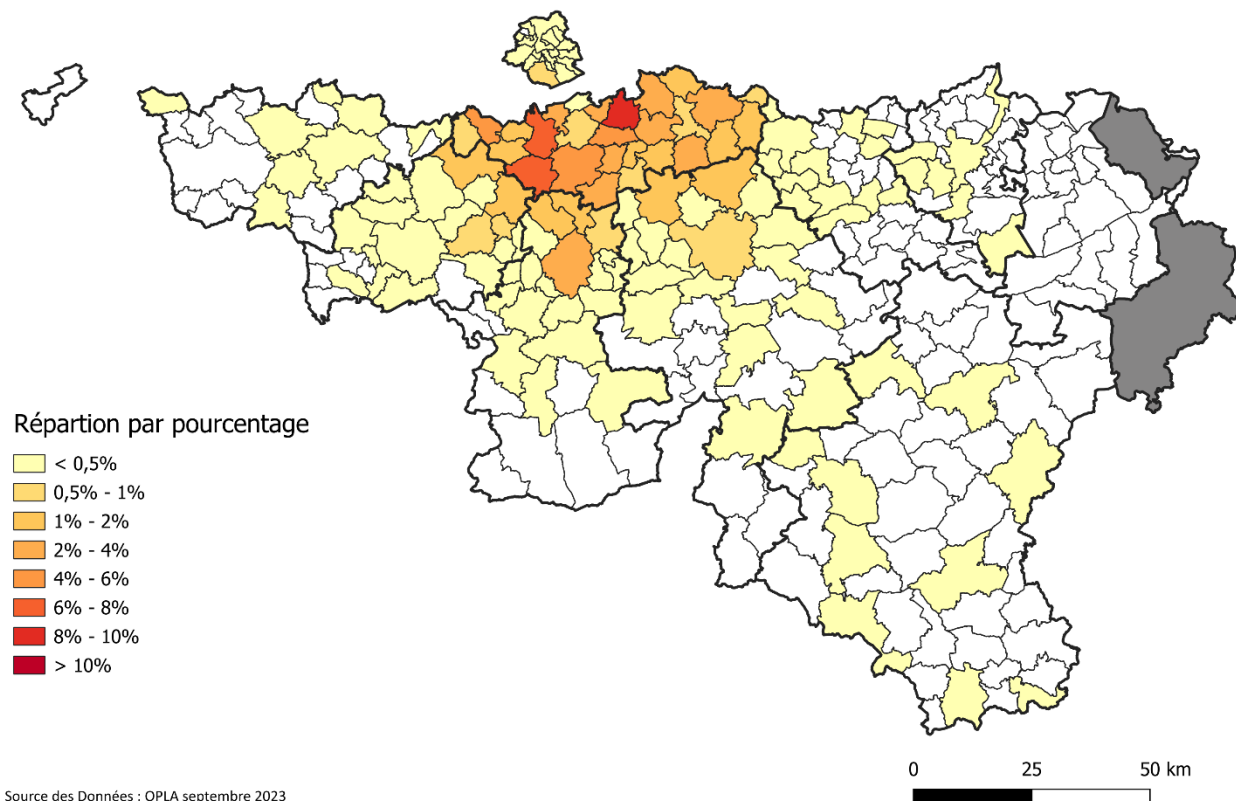 Répartion par pourcentage
< 0,5%
0,5% - 1%
1% - 2%
2% - 4%
4% - 6%
6% - 8%
8% - 10%
> 10%
0 25 50 km
Source des Données : OPLA septembre 2023